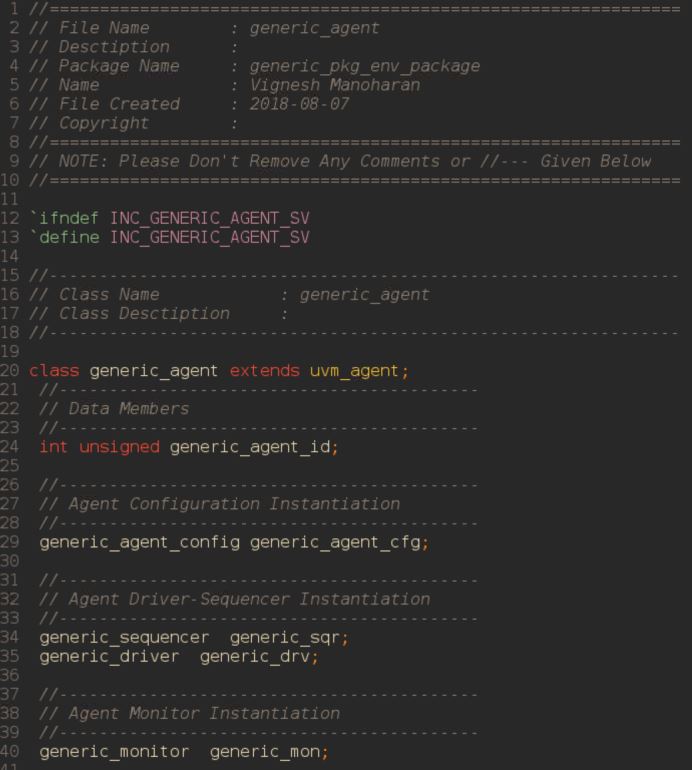 1 //===============================================================
2 // File Name        : generic_agent
3 // Desctiption      :
4 // Package Name     : generic_pkg_env_package
5 // Name             : Vignesh Manoharan
6 // File Created     : 2018-08-07
7 // Copyright        :
8 //===============================================================
9 // NOTE: Please Don't Remove Any Comments or //--- Given Below
10 //===============================================================
11
12 `ifndef INC_GENERIC_AGENT_SV
13 `define INC_GENERIC_AGENT_SV
14
15 //---------------------------------------------------------------
16 // Class Name            : generic_agent
17 // Class Desctiption     :
18 //---------------------------------------------------------------
19
20 class generic_agent extends uvm_agent;
21  //------------------------------------------
22  // Data Members
23  //------------------------------------------
24  int unsigned generic_agent_id;
25
26  //------------------------------------------
27  // Agent Configuration Instantiation
28  //------------------------------------------
29  generic_agent_config generic_agent_cfg;
30
31  //------------------------------------------
32  // Agent Driver-Sequencer Instantiation
33  //------------------------------------------
34  generic_sequencer  generic_sqr;
35  generic_driver  generic_drv;
36
37  //------------------------------------------
38  // Agent Monitor Instantiation
39  //------------------------------------------
40  generic_monitor  generic_mon;